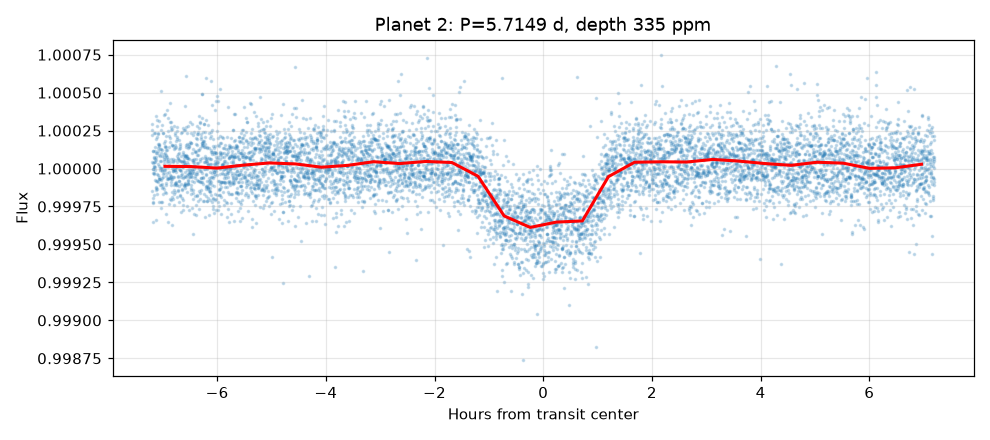 Planet 2: P=5.7149 d, depth 335 ppm
1.00075
1.00050
1.00025
1.00000
0.99975
0.99950
0.99925
0.99900
0.99875
Flux
−6 −4 −2 0 2 4 6
Hours from transit center